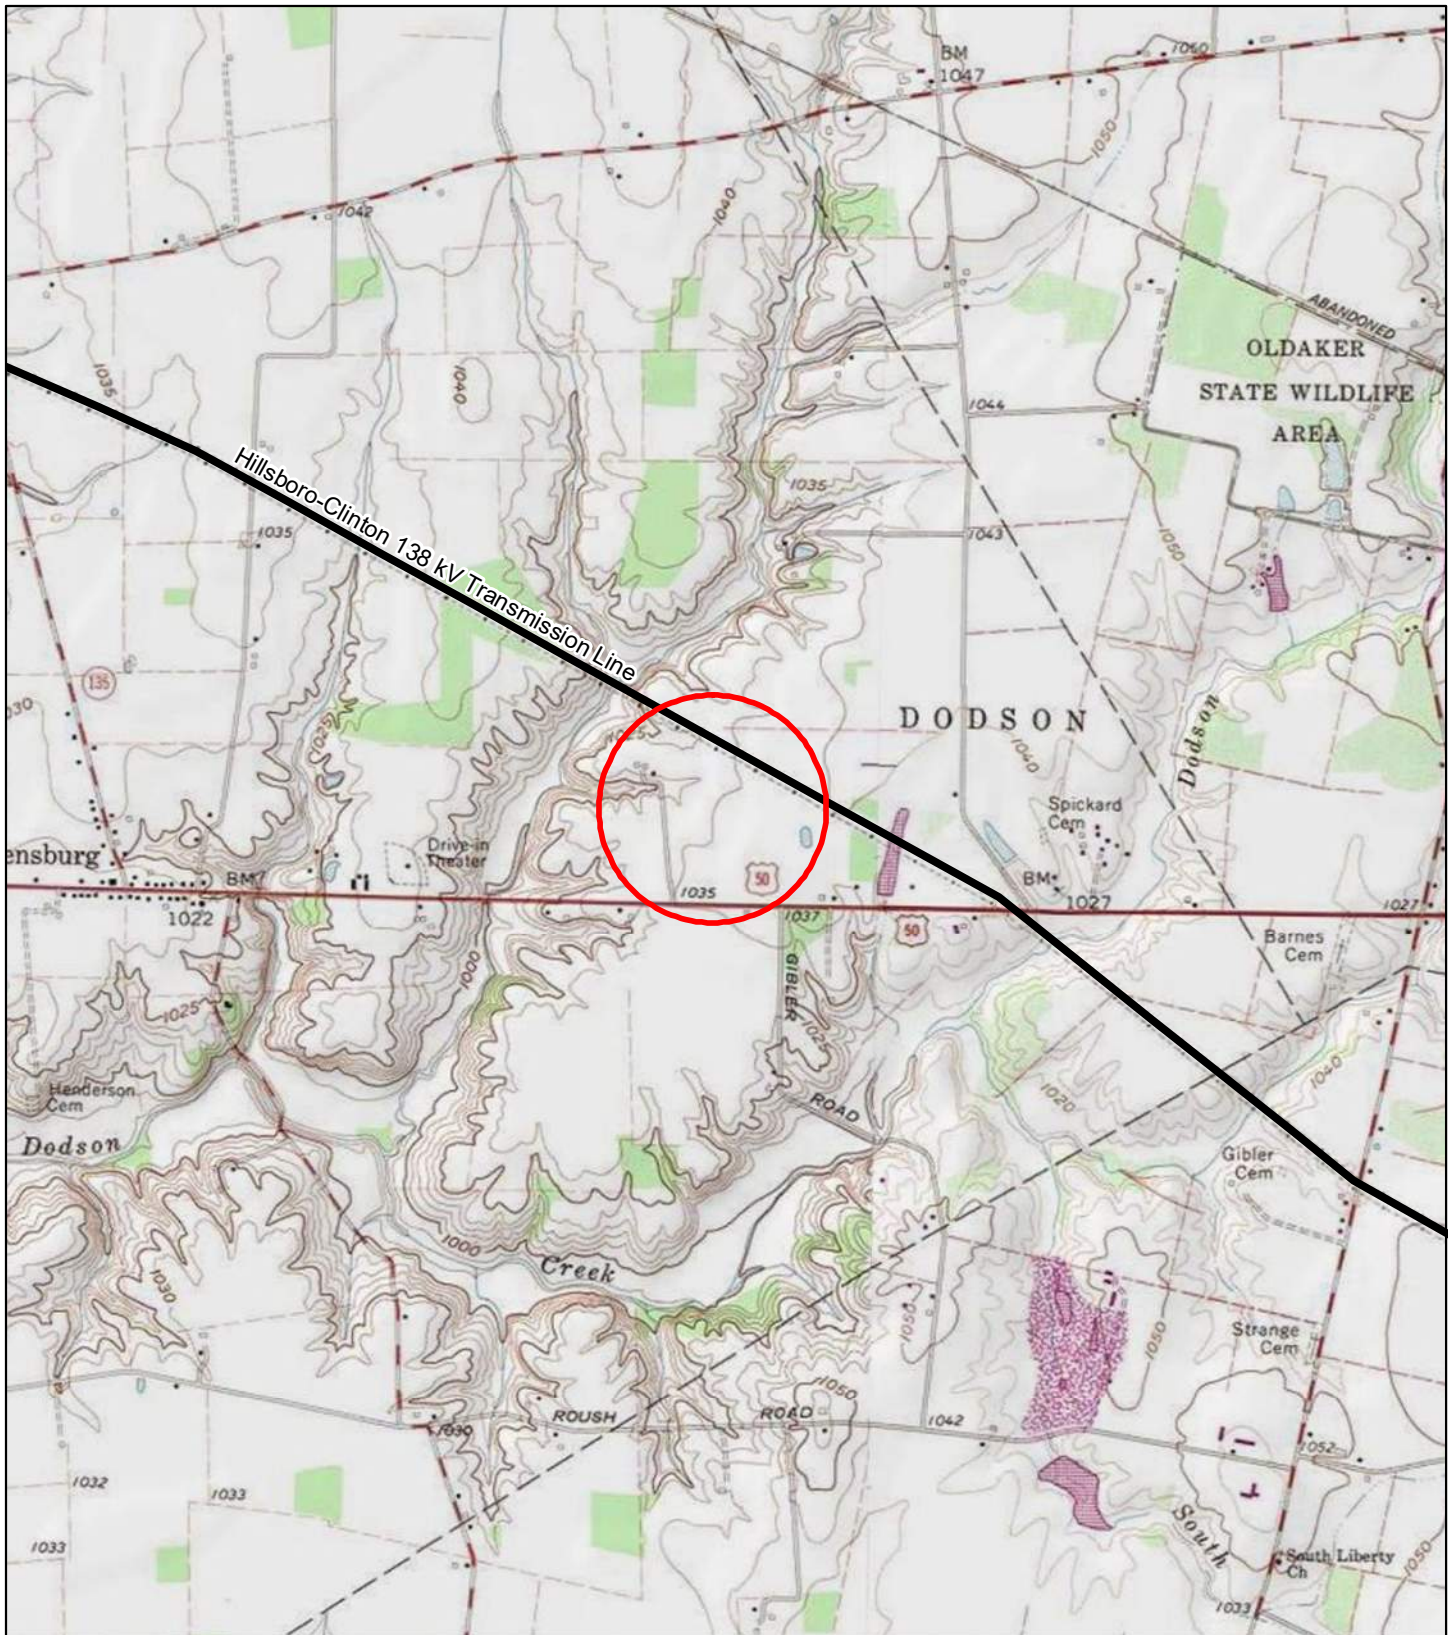 BM
1047
1060
1050
1042
1040
ABANDONED
OLDAKER
STATE WILDLIFE
AREA
1035
1040
1044
Hillsboro-Clinton 138 kV Transmission Line
1035
1035
1043
1050
135
1025
1025
DODSON
1040
Dodson
Spickard
Cem
Drive-in
Theater
ensburg
BM
1022
50
1035
1037
50
BM
1027
1027
Barnes
Cem
GIBLER
1000
1025
1025
1040
Henderson
Cem
ROAD
1020
Dodson
Gibler
Cem
1000
Creek
1030
1050
1050
Strange
Cem
1050
ROUSH
ROAD
1042
1030
1052
1032
1033
1033
South
South Liberty
Ch
1050
1033